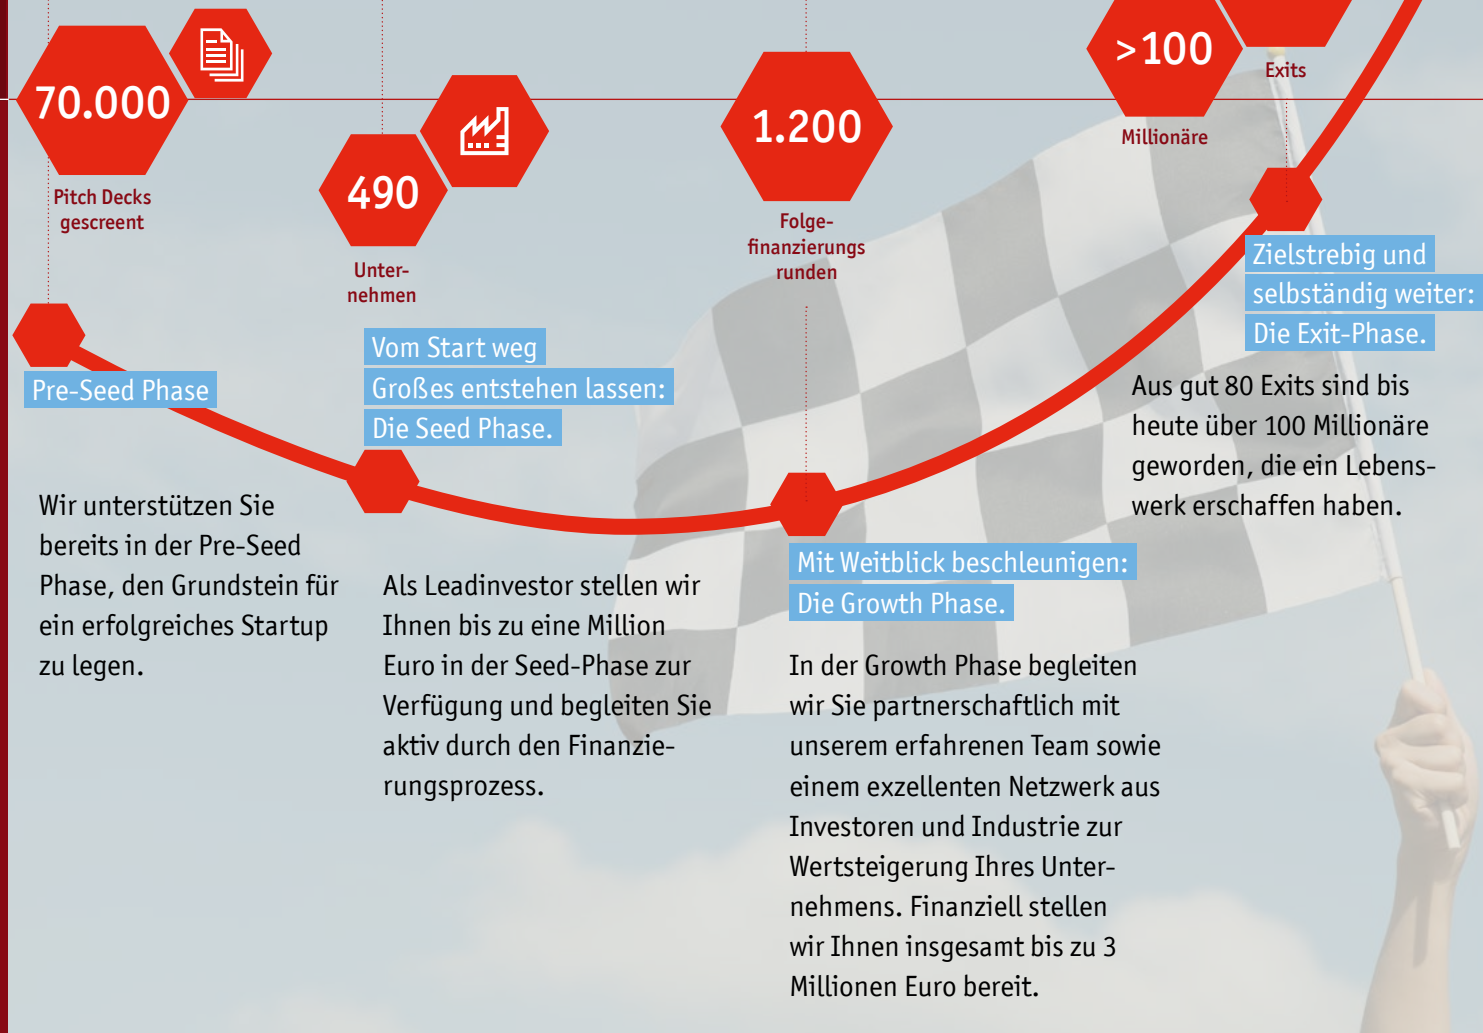 70.000
Pitch Decks
gescreent
490
Unter-
nehmen
1.200
Folge-
finanzierungs
runden
>100
Millionäre
Exits
Pre-Seed Phase
Wir unterstützen Sie
bereits in der Pre-Seed
Phase, den Grundstein für
ein erfolgreiches Startup
zu legen.
Vom Start weg
Großes entstehen lassen:
Die Seed Phase.
Als Leadinvestor stellen wir
Ihnen bis zu eine Million
Euro in der Seed-Phase zur
Verfügung und begleiten Sie
aktiv durch den Finanzie-
rungsprozess.
Mit Weitblick beschleunigen:
Die Growth Phase.
In der Growth Phase begleiten
wir Sie partnerschaftlich mit
unserem erfahrenen Team sowie
einem exzellenten Netzwerk aus
Investoren und Industrie zur
Wertsteigerung Ihres Unter-
nehmens. Finanziell stellen
wir Ihnen insgesamt bis zu 3
Millionen Euro bereit.
Zielstrebig und
selbständig weiter:
Die Exit-Phase.
Aus gut 80 Exits sind bis
heute über 100 Millionäre
geworden, die ein Lebens-
werk erschaffen haben.